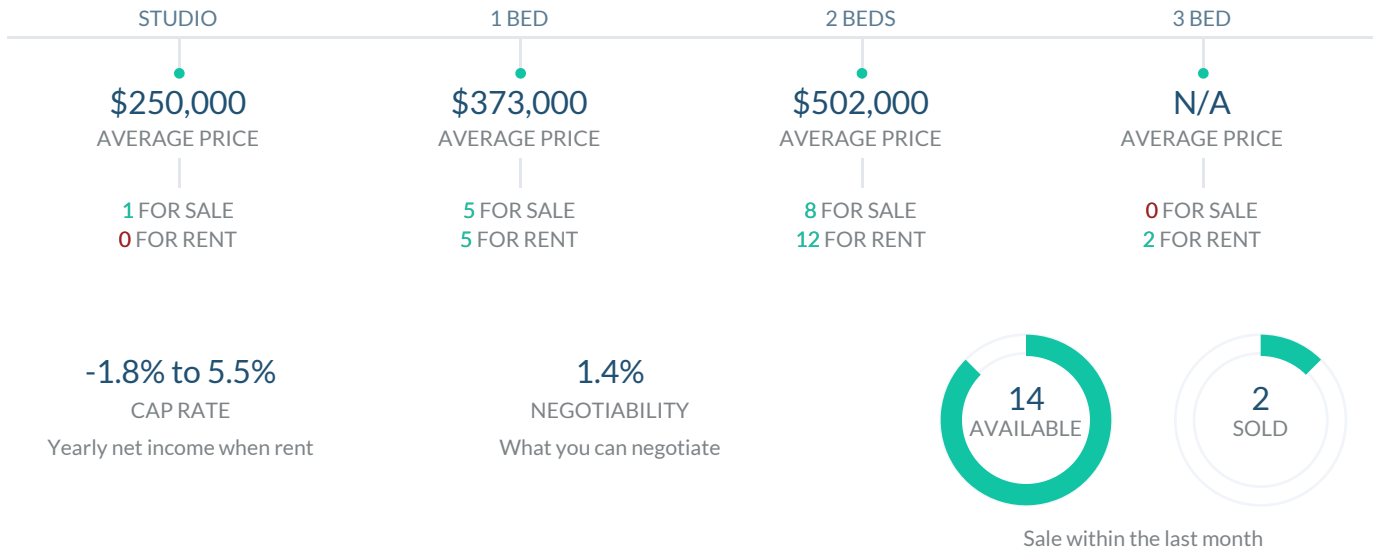 STUDIO
$250,000
AVERAGE PRICE
1 FOR SALE
0 FOR RENT
1 BED
$373,000
AVERAGE PRICE
5 FOR SALE
5 FOR RENT
2 BEDS
$502,000
AVERAGE PRICE
8 FOR SALE
12 FOR RENT
3 BED
N/A
AVERAGE PRICE
0 FOR SALE
2 FOR RENT
-1.8% to 5.5%
CAP RATE
Yearly net income when rent
1.4%
NEGOTIABILITY
What you can negotiate
14
AVAILABLE
2
SOLD
Sale within the last month